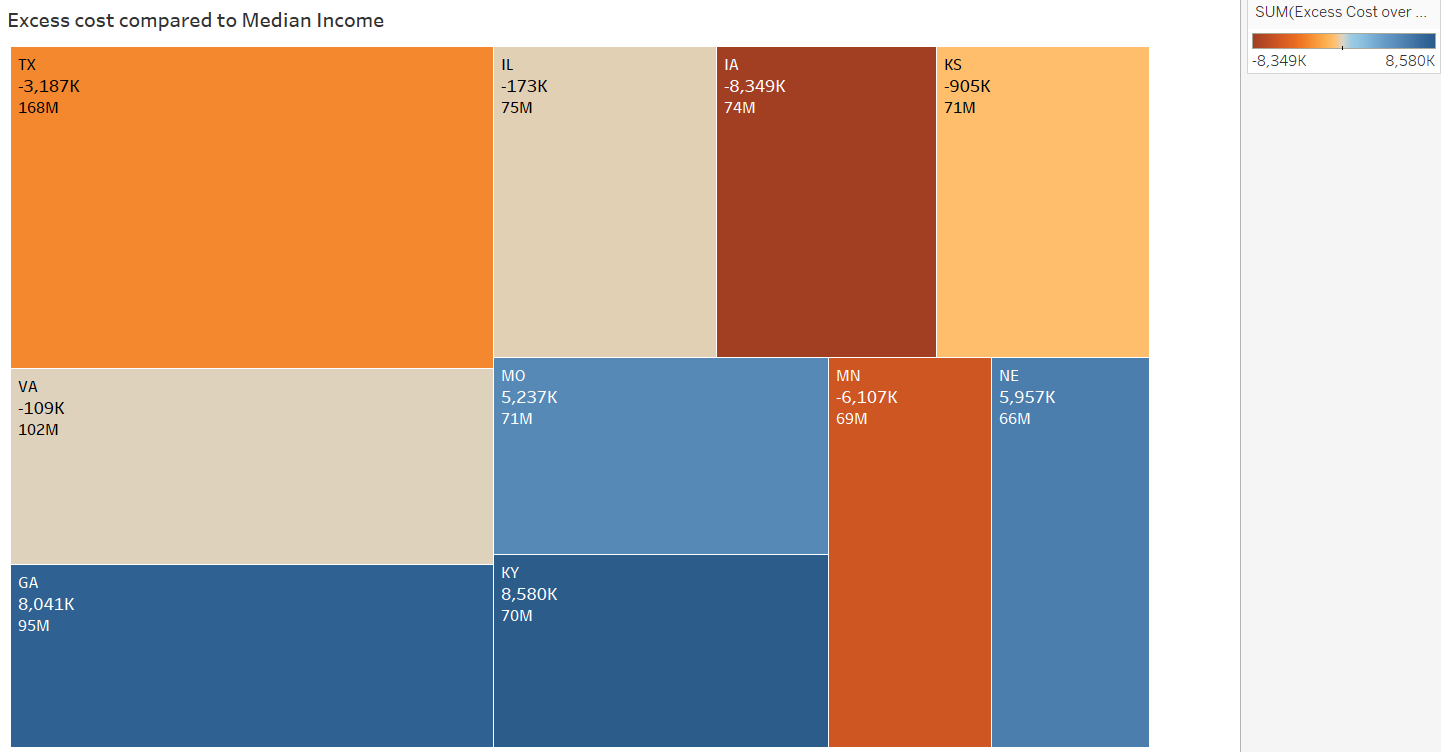 Excess cost compared to Median Income
SUM(Excess Cost over ...
-8,349K
8,580K
TX
-3,187K
168M
IL
-173K
75M
IA
-8,349K
74M
KS
-905K
71M
VA
-109K
102M
MO
5,237K
71M
MN
-6,107K
69M
NE
5,957K
66M
GA
8,041K
95M
KY
8,580K
70M